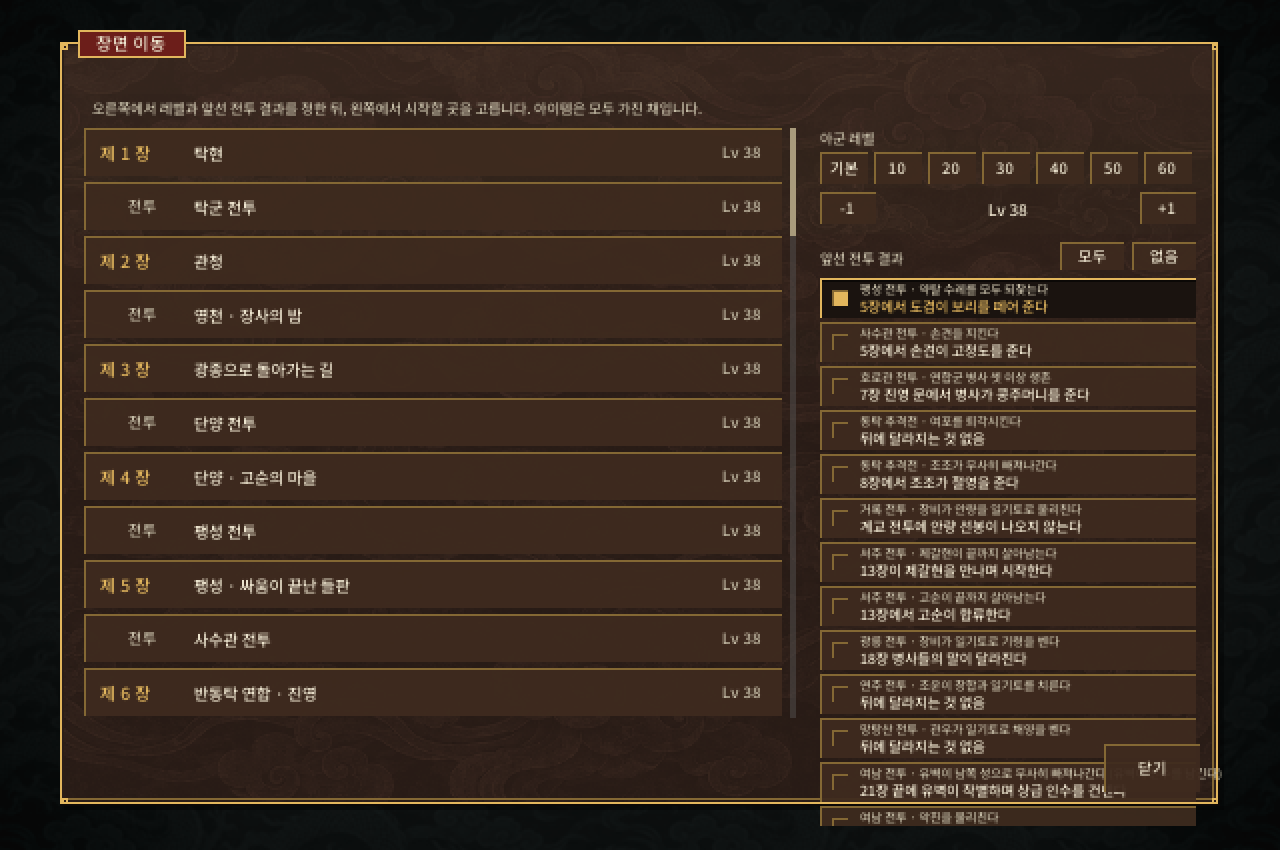 장면 이동
오른쪽에서 레벨과 앞선 전투 결과를 정한 뒤, 왼쪽에서 시작할 곳을 고릅니다. 아이템은 모두 가진 채입니다.
제 1 장 탁현 Lv 38
전투 탁군 전투 Lv 38
제 2 장 관청 Lv 38
전투 영천 · 장사의 밤 Lv 38
제 3 장 광종으로 돌아가는 길 Lv 38
전투 단양 전투 Lv 38
제 4 장 단양 · 고순의 마을 Lv 38
전투 팽성 전투 Lv 38
제 5 장 팽성 · 싸움이 끝난 들판 Lv 38
전투 사수관 전투 Lv 38
제 6 장 반동탁 연합 · 진영 Lv 38
아군 레벨
기본 10 20 30 40 50 60
-1 Lv 38 +1
앞선 전투 결과 모두 없음
팽성 전투 · 약탈 수레를 모두 되찾는다
5장에서 도겸이 보리를 떼어 준다
사수관 전투 · 손견을 지킨다
5장에서 손견이 고정도를 준다
호로관 전투 · 연합군 병사 셋 이상 생존
7장 진영 문에서 병사가 콩주머니를 준다
동탁 추격전 · 여포를 퇴각시킨다
뒤에 달라지는 것 없음
동탁 추격전 · 조조가 무사히 빠져나간다
8장에서 조조가 절영을 준다
거록 전투 · 장비가 안량을 일기토로 물리친다
계교 전투에 안량 선봉이 나오지 않는다
서주 전투 · 제갈현이 끝까지 살아남는다
13장이 제갈현을 만나며 시작한다
서주 전투 · 고순이 끝까지 살아남는다
13장에서 고순이 합류한다
광릉 전투 · 장비가 일기토로 기령을 벤다
18장 병사들의 말이 달라진다
연주 전투 · 조운이 장합과 일기토를 치른다
뒤에 달라지는 것 없음
망탕산 전투 · 관우가 일기토로 채양을 벤다
뒤에 달라지는 것 없음
여남 전투 · 유벽이 남쪽 성으로 무사히 빠져나간다
21장 끝에 유벽이 작별하며 상급 인수를
여남 전투 · 악진을 물리친다
닫기